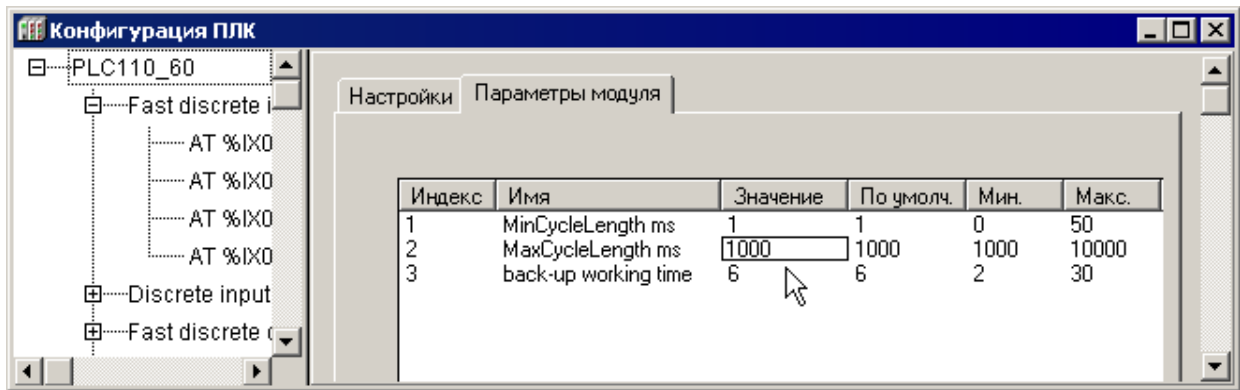 Конфигурация ПЛК
PLC110_60
Fast discrete i
AT %IX0
AT %IX0
AT %IX0
AT %IX0
Discrete input
Fast discrete
Настройки Параметры модуля
Индекс Имя Значение По умолч. Мин. Макс.
1 MinCycleLength ms 1 1 0 50
2 MaxCycleLength ms 1000 1000 1000 10000
3 back-up working time 6 6 2 30